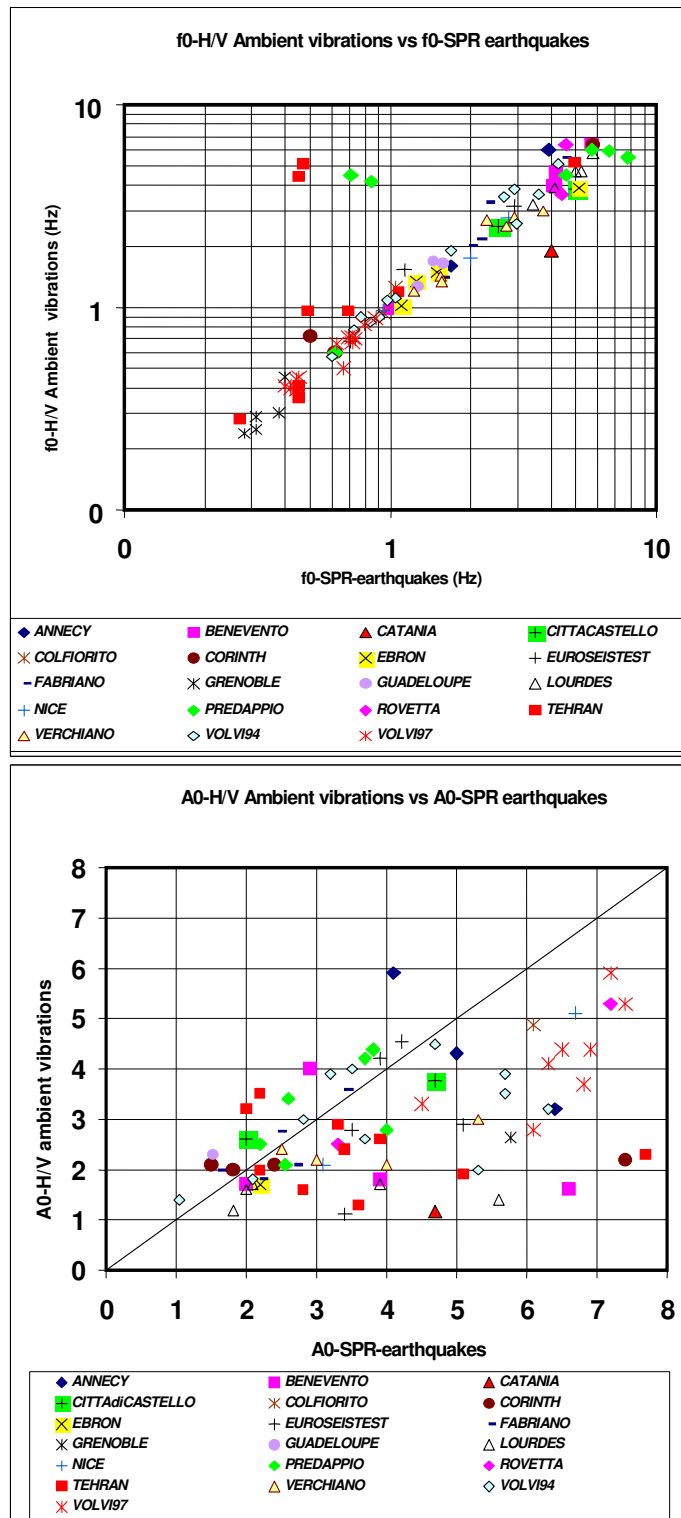 f0-H/V Ambient vibrations vs f0-SPR earthquakes
10
1
0
f0-H/V Ambient vibrations (Hz)
0 1 10
f0-SPR-earthquakes (Hz)
ANNECY BENEVENTO CATANIA CITTACASTELLO
COLFIORITO CORINTH EBRON EUROSEISTEST
FABRIANO GRENOBLE GUADELOUPE LOURDES
NICE PREDAPPIO ROVETTA TEHRAN
VERCHIANO VOLVI94 VOLVI97
A0-H/V Ambient vibrations vs A0-SPR earthquakes
8
7
6
5
4
3
2
1
0
A0-H/V ambient vibrations
0 1 2 3 4 5 6 7 8
A0-SPR-earthquakes
ANNECY BENEVENTO CATANIA
CITTAdiCASTELLO COLFIORITO CORINTH
EBRON EUROSEISTEST FABRIANO
GRENOBLE GUADELOUPE LOURDES
NICE PREDAPPIO ROVETTA
TEHRAN VERCHIANO VOLVI94
VOLVI97